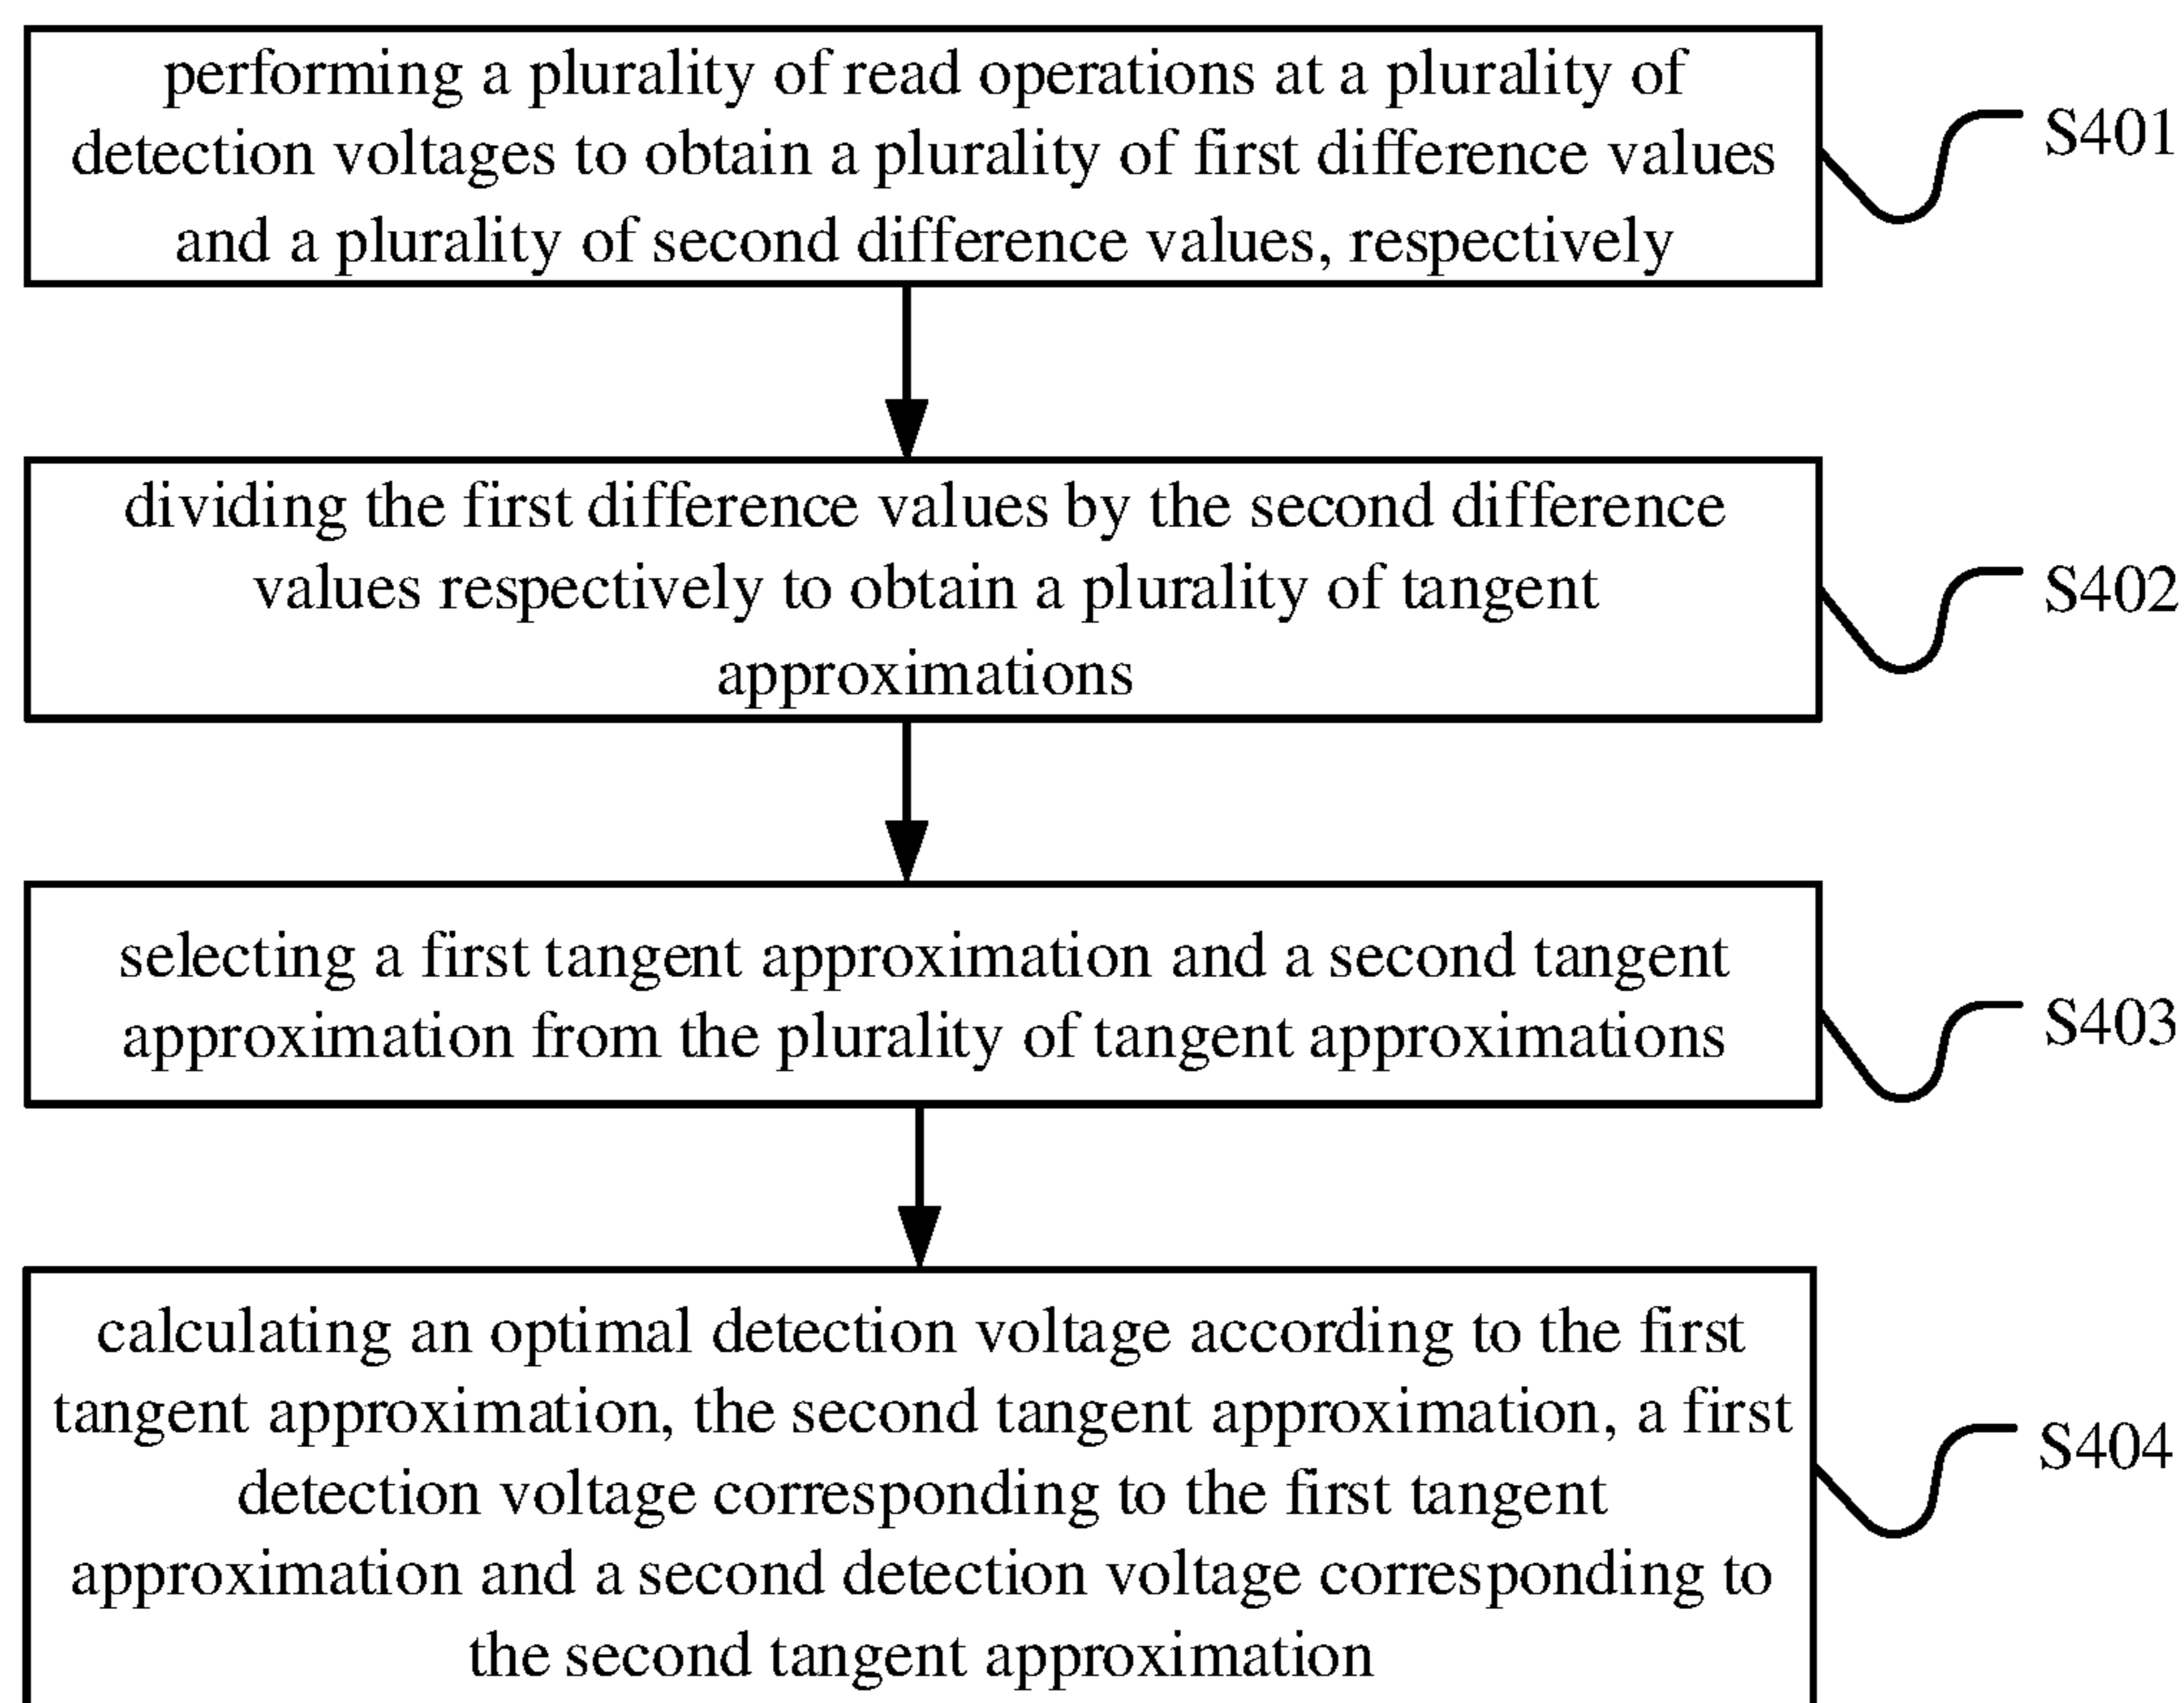 performing a plurality of read operations at a plurality of
detection voltages to obtain a plurality of first difference values
and a plurality of second difference values, respectively
S401
dividing the first difference values by the second difference
values respectively to obtain a plurality of tangent
approximations
S402
selecting a first tangent approximation and a second tangent
approximation from the plurality of tangent approximations
S403
calculating an optimal detection voltage according to the first
tangent approximation, the second tangent approximation, a first
detection voltage corresponding to the first tangent
approximation and a second detection voltage corresponding to
the second tangent approximation
S404